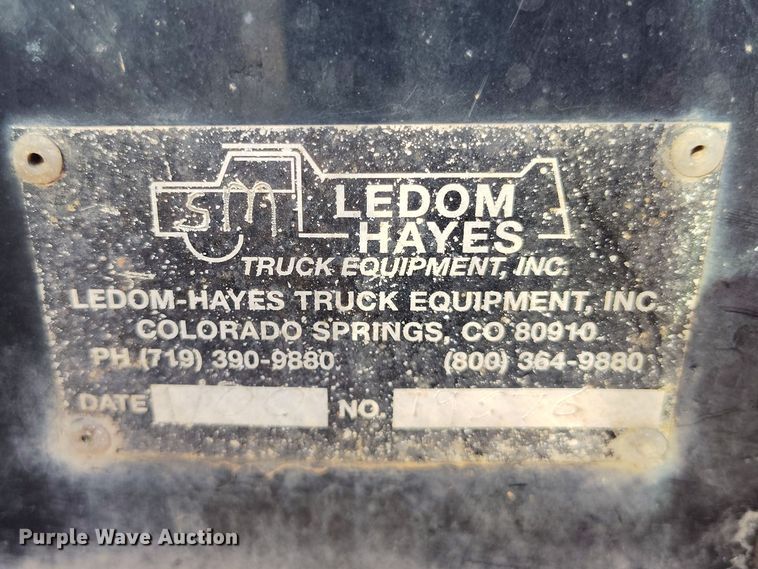 SM LEDOM
HAYES
TRUCK EQUIPMENT, INC.
LEDOM-HAYES TRUCK EQUIPMENT, INC.
COLORADO SPRINGS, CO 80910
PH (719) 390-9880 (800) 364-9880
DATE NO.
Purple Wave Auction